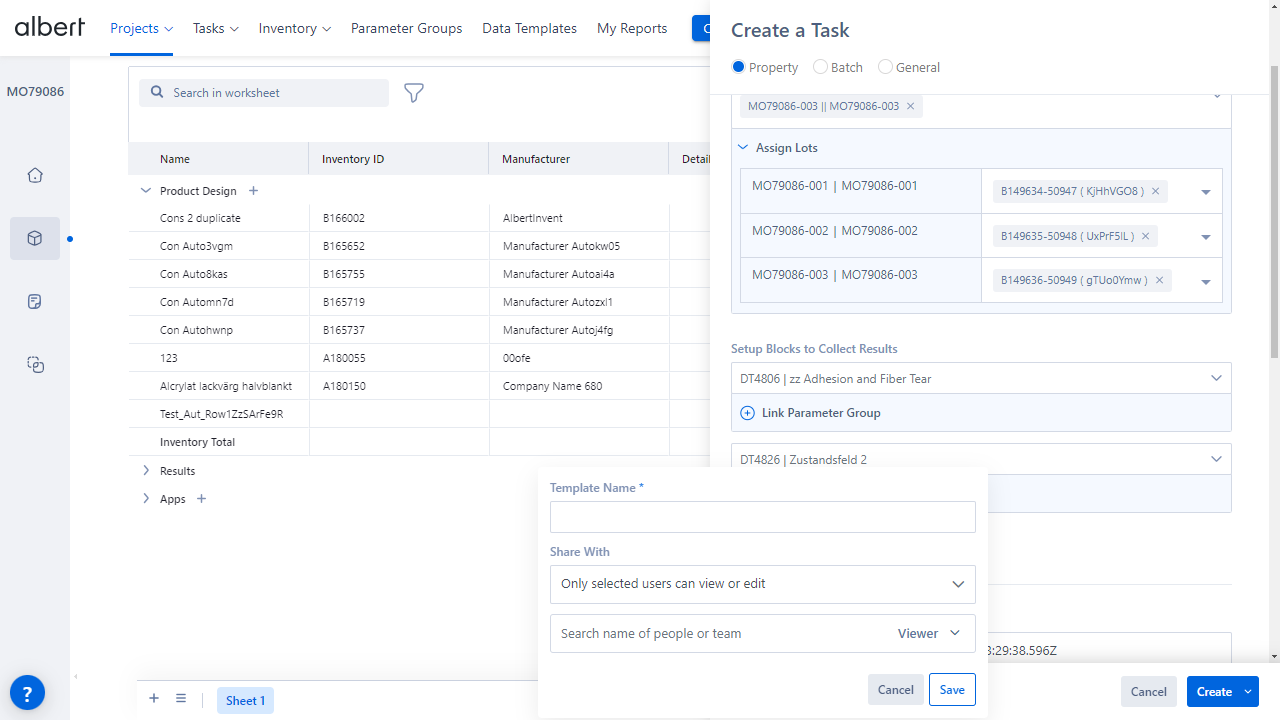 albert
Projects
Tasks
Inventory
Parameter Groups
Data Templates
My Reports
Create a Task
Property
Batch
General
MO79086
Search in worksheet
MO79086-003 || MO79086-003
Assign Lots
MO79086-001 | MO79086-001
B149634-50947 ( KjHhVGO8 )
MO79086-002 | MO79086-002
B149635-50948 ( UxPrF5IL )
MO79086-003 | MO79086-003
B149636-50949 ( gTUo0Ymw )
Name
Inventory ID
Manufacturer
Detail
Product Design
Cons 2 duplicate
B166002
AlbertInvent
Con Auto3vgm
B165652
Manufacturer Autokw05
Con Auto8kas
B165755
Manufacturer Autoai4a
Con Automn7d
B165719
Manufacturer Autozxl1
Con Autohwnp
B165737
Manufacturer Autoj4fg
123
A180055
00ofe
Alcrylat lackvärg halvblankt
A180150
Company Name 680
Test_Aut_Row1ZzSArFe9R
Inventory Total
Results
Apps
Setup Blocks to Collect Results
DT4806 | zz Adhesion and Fiber Tear
Link Parameter Group
DT4826 | Zustandsfeld 2
Template Name *
Share With
Only selected users can view or edit
Search name of people or team
Viewer
Cancel
Save
:29:38.596Z
Sheet 1
Cancel
Create
?